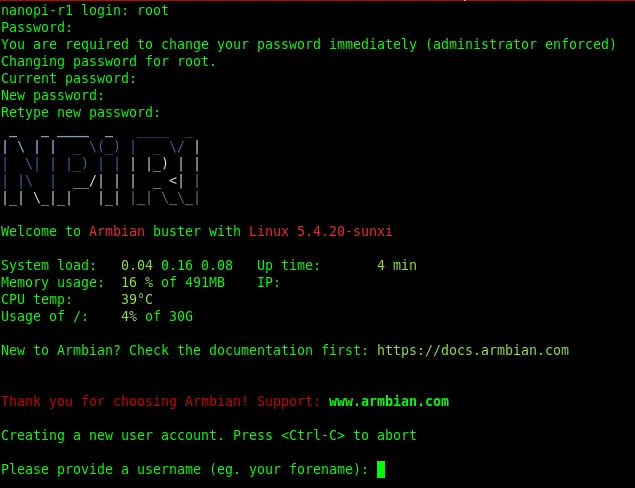 nanopi-r1 login: root
Password:
You are required to change your password immediately (administrator enforced)
Changing password for root.
Current password:
New password:
Retype new password:
 _   _ ____  _   ____  _
| \ | |  _ \(_) |  _ \/ |
|  \| | |_) | | | |_) | |
| |\  |  __/| | |  _ <| |
|_| \_|_|   |_| |_| \_\_|
Welcome to Armbian buster with Linux 5.4.20-sunxi
System load:   0.04 0.16 0.08   Up time:       4 min
Memory usage:  16 % of 491MB    IP:
CPU temp:      39°C
Usage of /:    4% of 30G
New to Armbian? Check the documentation first: https://docs.armbian.com
Thank you for choosing Armbian! Support: www.armbian.com
Creating a new user account. Press <Ctrl-C> to abort
Please provide a username (eg. your forename):